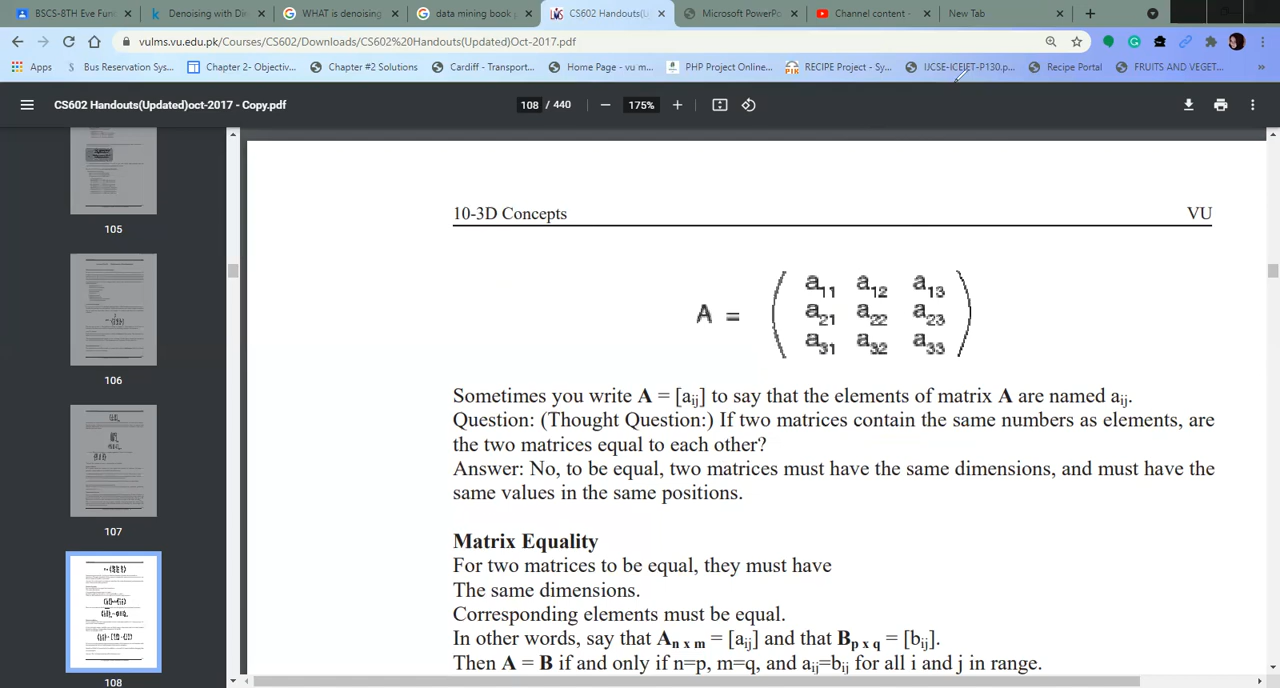 BSCS-8TH Eve Fun
Denoising with Di
WHAT is denoising
data mining book
CS602 Handouts(U
Microsoft PowerPo
Channel content -
New Tab
vulms.vu.edu.pk/Courses/CS602/Downloads/CS602%20Handouts(Updated)Oct-2017.pdf
Apps
Bus Reservation Sys...
Chapter 2- Objectiv...
Chapter #2 Solutions
Cardiff - Transport...
Home Page - vu m...
PHP Project Online...
RECIPE Project - Sy...
IJCSE-ICEIET-P130.p...
Recipe Portal
FRUITS AND VEGET...
»
CS602 Handouts(Updated)oct-2017 - Copy.pdf
108 / 440
175%
105
106
107
108
10-3D Concepts VU
A = ( a11 a12 a13
a21 a22 a23
a31 a32 a33 )
Sometimes you write A = [aij] to say that the elements of matrix A are named aij.
Question: (Thought Question:) If two matrices contain the same numbers as elements, are
the two matrices equal to each other?
Answer: No, to be equal, two matrices must have the same dimensions, and must have the
same values in the same positions.
Matrix Equality
For two matrices to be equal, they must have
The same dimensions.
Corresponding elements must be equal.
In other words, say that An x m = [aij] and that Bp x q = [bij].
Then A = B if and only if n=p, m=q, and aij=bij for all i and j in range.